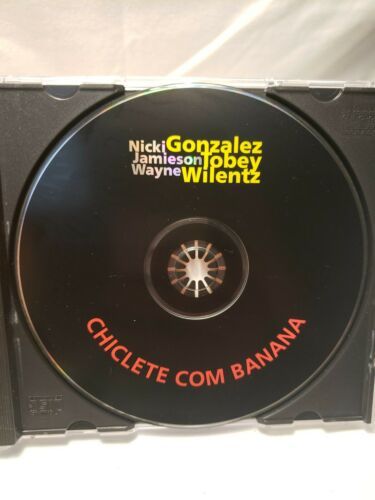 Nicki Gonzalez
Jamieson Tobey
Wayne Wilentz
CHICLETE COM BANANA